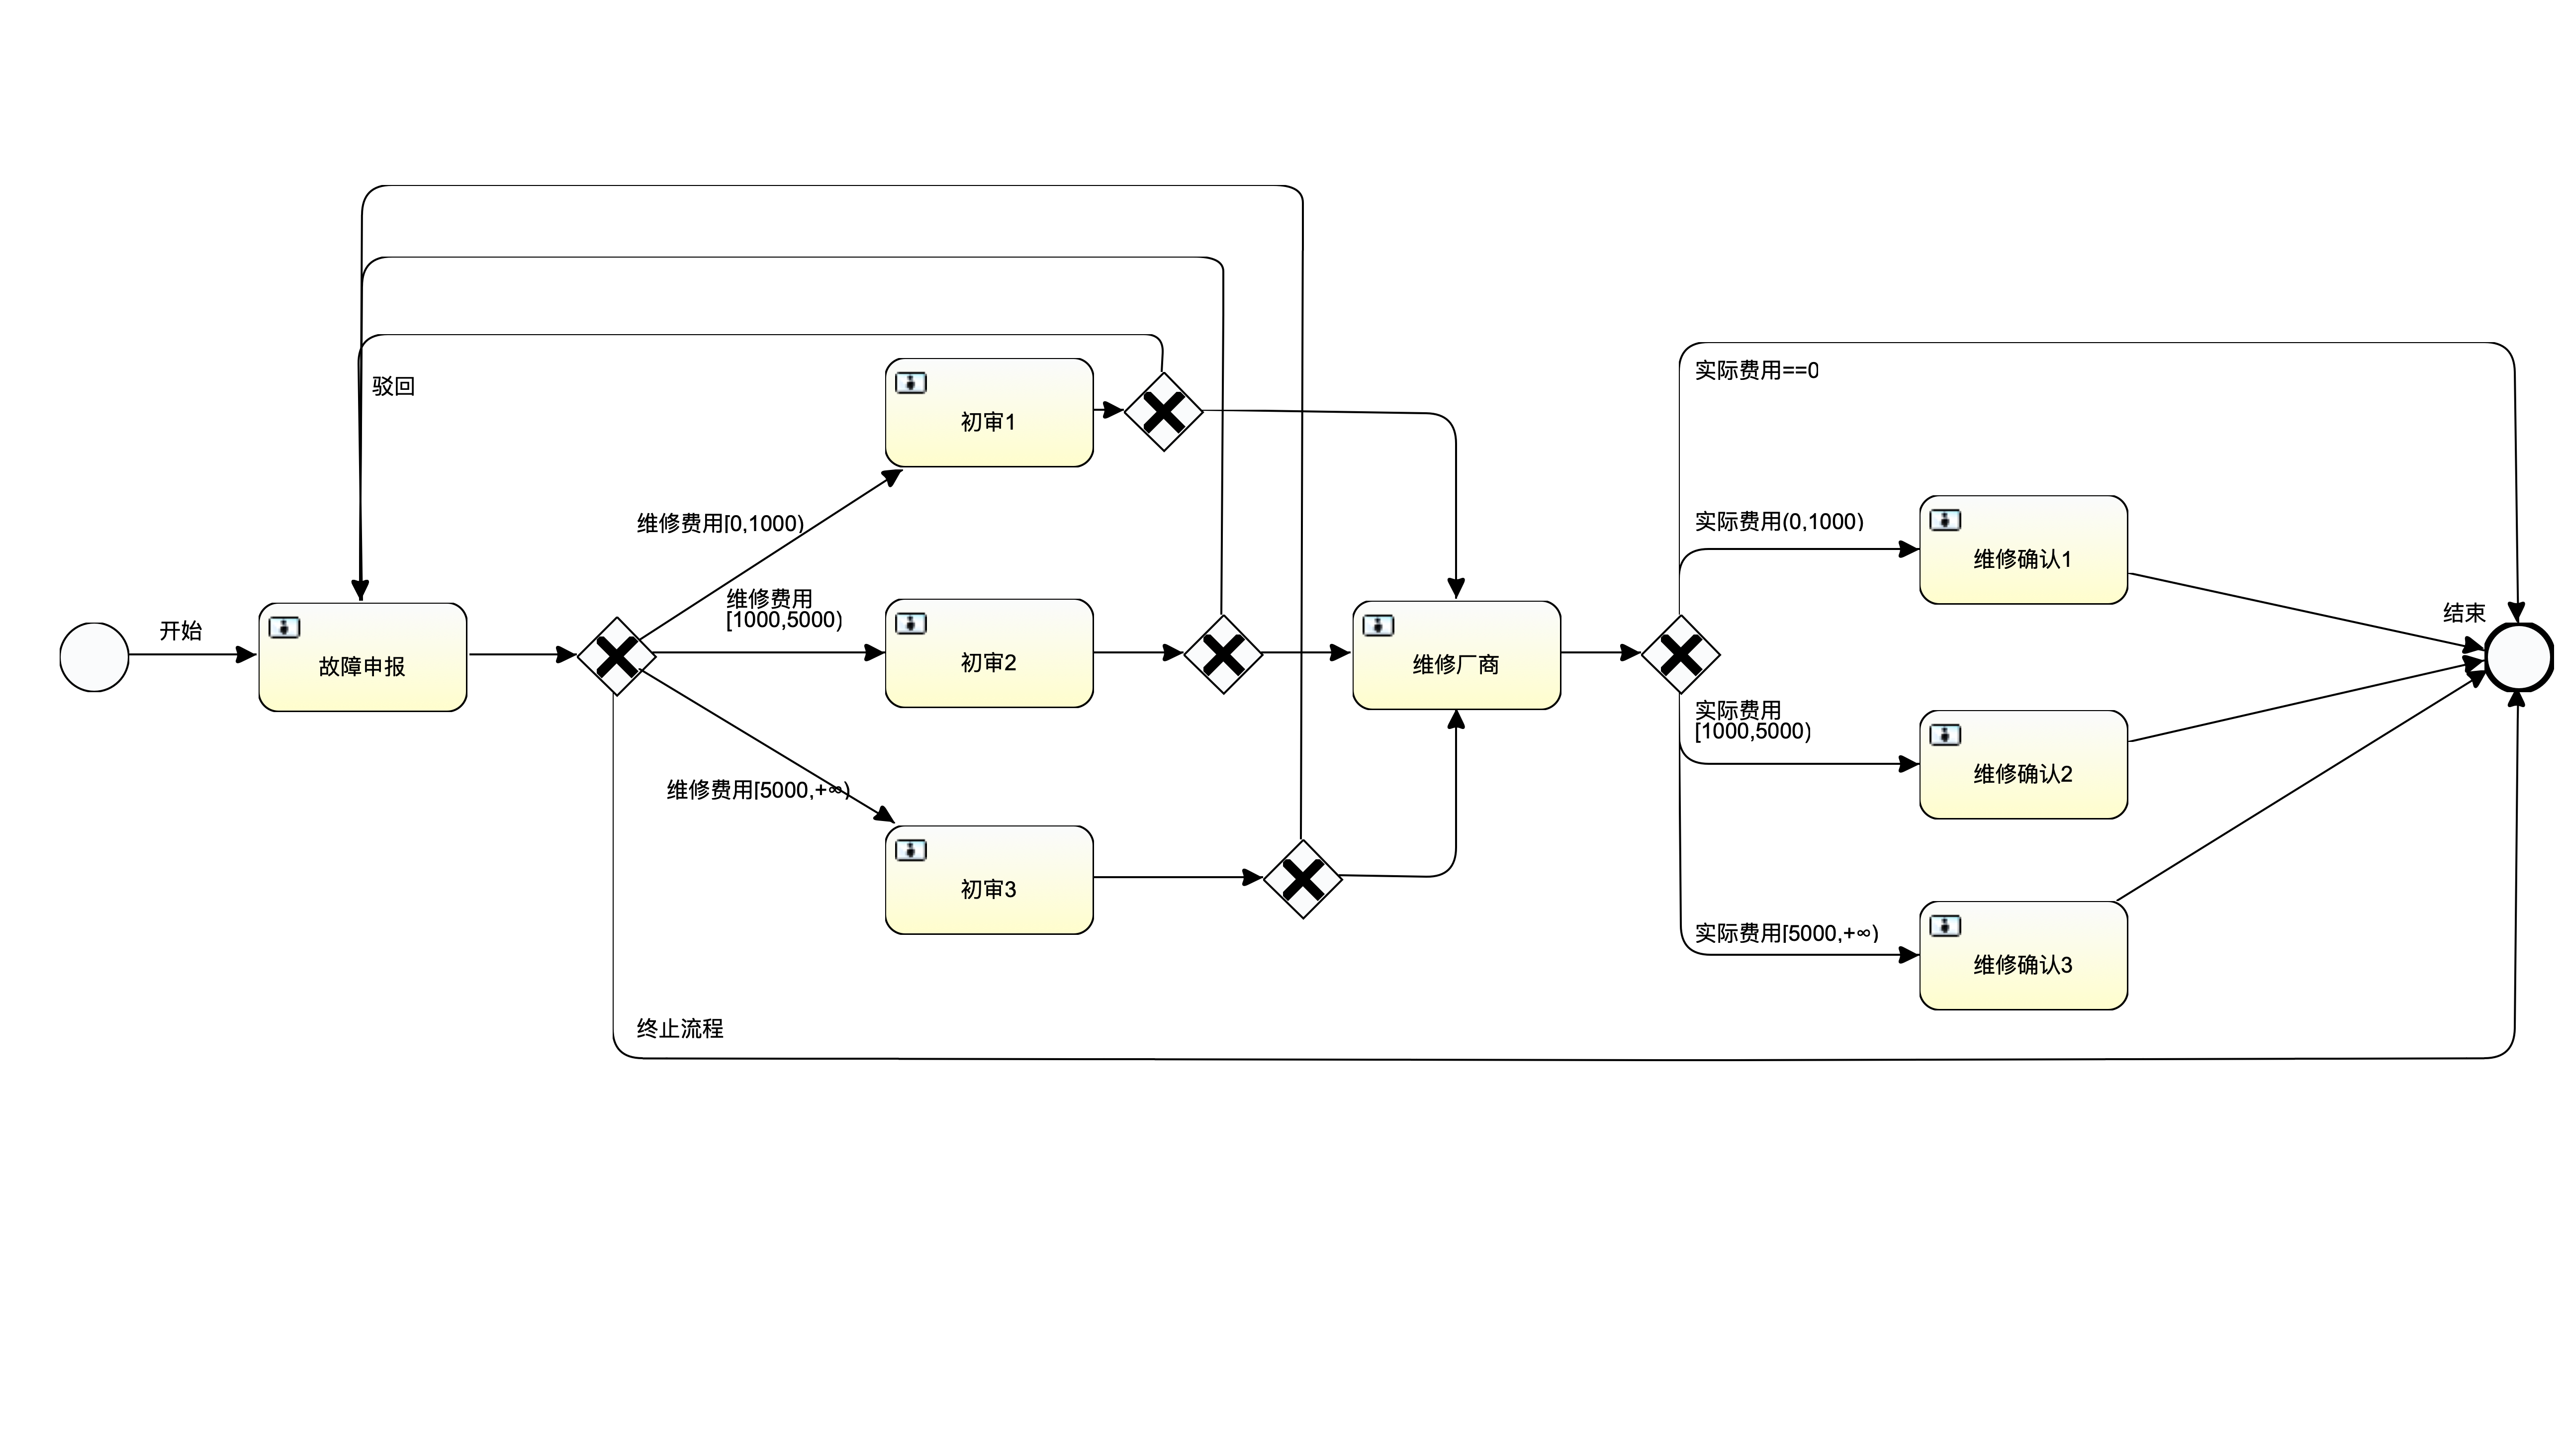 驳回
实际费用==0
初审1
维修费用[0,1000)
实际费用(0,1000)
维修确认1
维修费用
[1000,5000)
开始
故障申报
初审2
维修厂商
结束
实际费用
[1000,5000)
维修确认2
维修费用[5000,+∞)
初审3
实际费用[5000,+∞)
维修确认3
终止流程